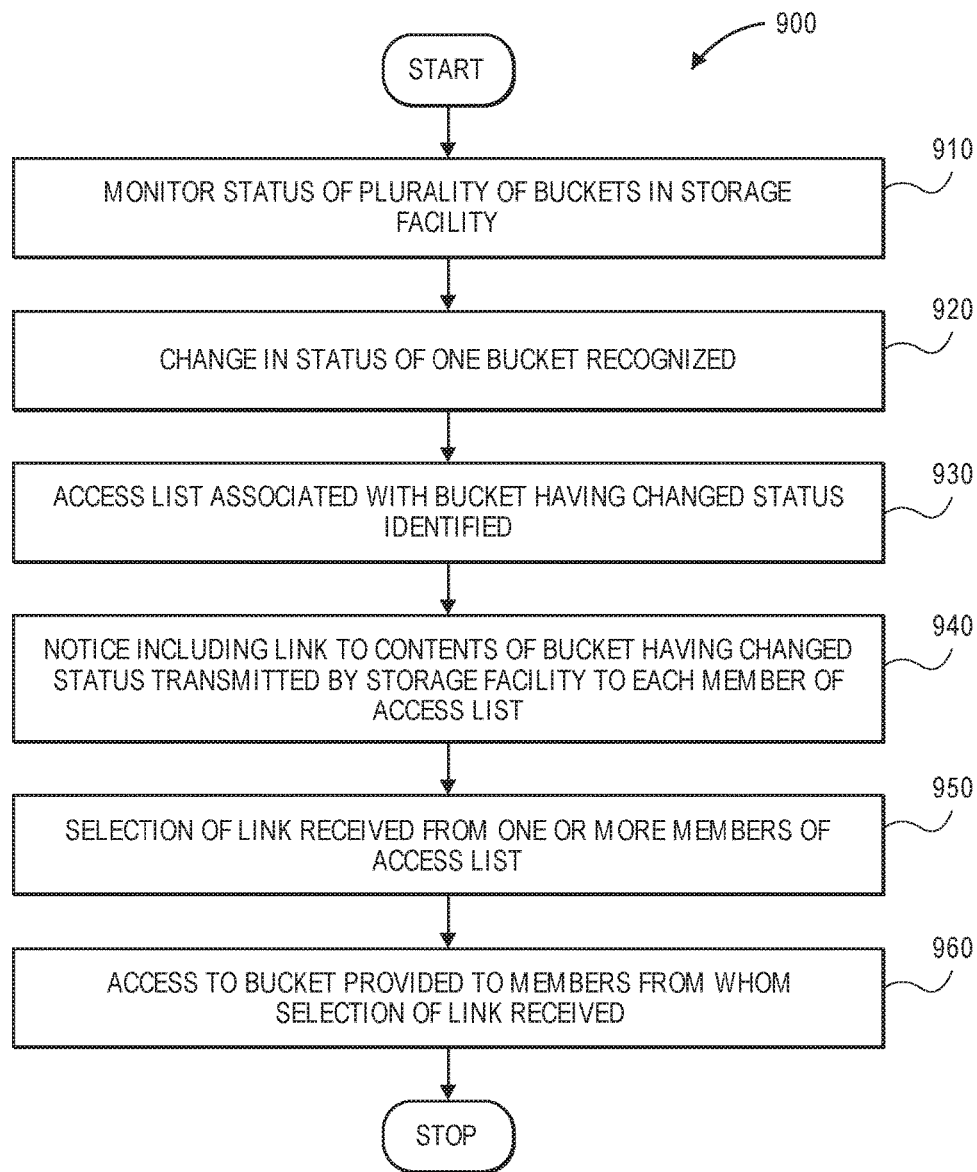 900
START
910
MONITOR STATUS OF PLURALITY OF BUCKETS IN STORAGE
FACILITY
920
CHANGE IN STATUS OF ONE BUCKET RECOGNIZED
930
ACCESS LIST ASSOCIATED WITH BUCKET HAVING CHANGED STATUS
IDENTIFIED
940
NOTICE INCLUDING LINK TO CONTENTS OF BUCKET HAVING CHANGED
STATUS TRANSMITTED BY STORAGE FACILITY TO EACH MEMBER OF
ACCESS LIST
950
SELECTION OF LINK RECEIVED FROM ONE OR MORE MEMBERS OF
ACCESS LIST
960
ACCESS TO BUCKET PROVIDED TO MEMBERS FROM WHOM
SELECTION OF LINK RECEIVED
STOP